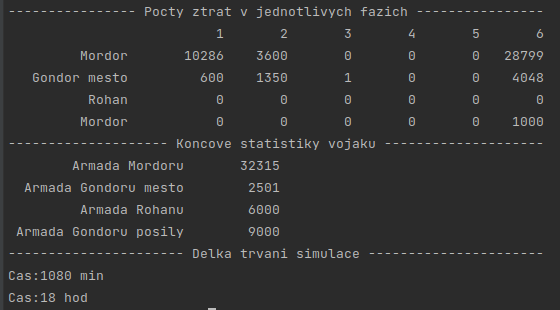 ---------------- Pocty ztrat v jednotlivych fazich ----------------
1 2 3 4 5 6
Mordor 10286 3600 0 0 0 28799
Gondor mesto 600 1350 1 0 0 4048
Rohan 0 0 0 0 0 0
Mordor 0 0 0 0 0 1000
-------------------- Koncove statistiky vojaku --------------------
Armada Mordoru 32315
Armada Gondoru mesto 2501
Armada Rohanu 6000
Armada Gondoru posily 9000
---------------------- Delka trvani simulace ----------------------
Cas:1080 min
Cas:18 hod